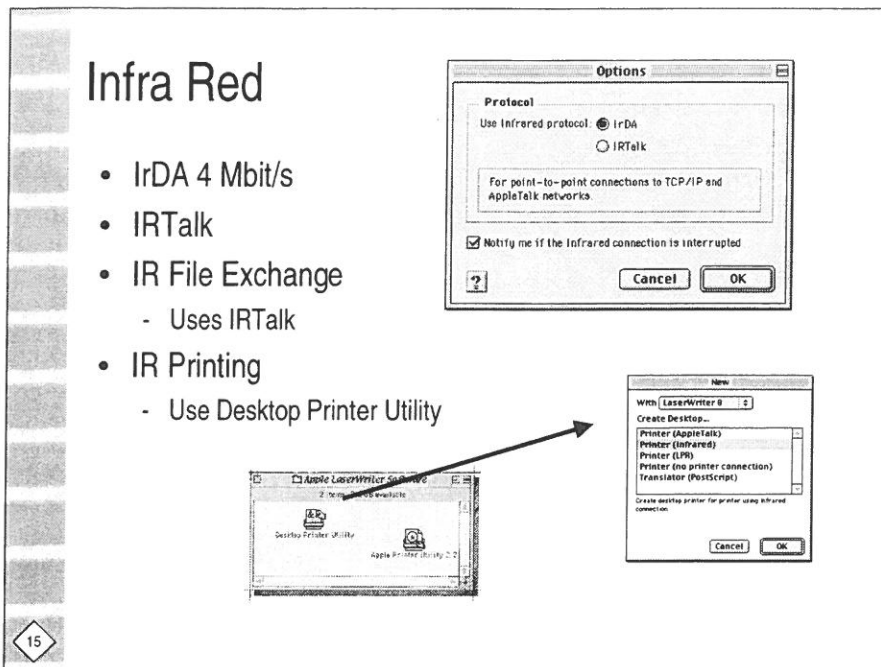 Infra Red
• IrDA 4 Mbit/s
• IRTalk
• IR File Exchange
- Uses IRTalk
• IR Printing
- Use Desktop Printer Utility
Options
Protocol
Use Infrared protocol: IrDA
IRTalk
For point-to-point connections to TCP/IP and
AppleTalk networks.
Notify me if the Infrared connection is interrupted
?
Cancel
OK
New
With LaserWriter 8
Create Desktop...
Printer (AppleTalk)
Printer (Infrared)
Printer (LPR)
Printer (no printer connection)
Translator (PostScript)
Create desktop printer for printer using infrared
connection.
Cancel
OK
Apple LaserWriter Software
2 items, available
Desktop Printer Utility
Apple Printer Utility 2.2
15